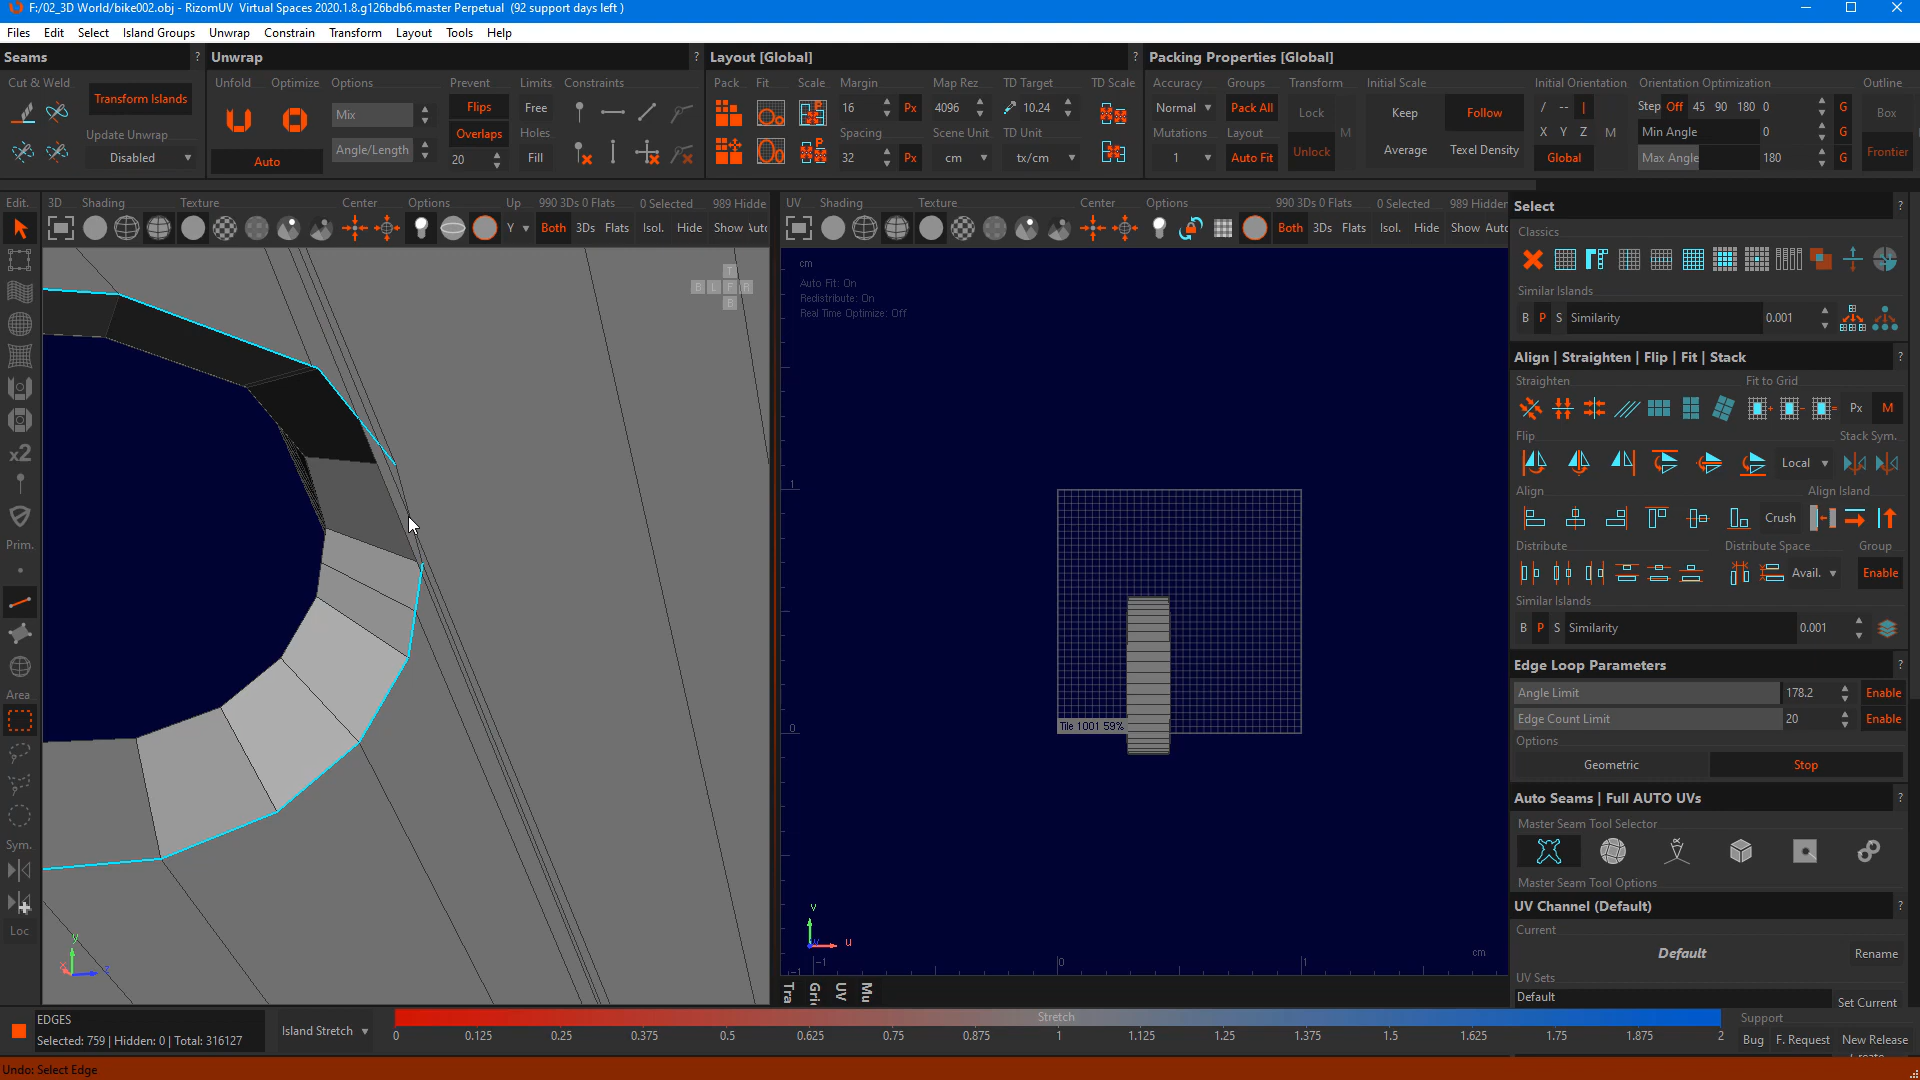 F:/02_3D World/bike002.obj - RizomUV Virtual Spaces 2020.1.8.g126bdb6.master Perpetual (92 support days left )
Files Edit Select Island Groups Unwrap Constrain Transform Layout Tools Help
Seams ? Unwrap ? Layout [Global] ? Packing Properties [Global]
Cut & Weld Unfold Optimize Options Prevent Limits Constraints Pack Fit Scale Margin Map Rez TD Target TD Scale Accuracy Groups Transform Initial Scale Initial Orientation Orientation Optimization Outline
Transform Islands Mix Flips Free 16 Px 4096 10.24 Normal Pack All Lock Keep Follow / -- | Step Off 45 90 180 0 G Box
Update Unwrap Overlaps Holes Spacing Scene Unit TD Unit Mutations Layout M X Y Z M Min Angle 0 G
Disabled Auto Angle/Length 20 Fill 32 Px cm tx/cm 1 Auto Fit Unlock Average Texel Density Global Max Angle 180 G Frontier
Edit. 3D Shading Texture Center Options Up 990 3Ds 0 Flats 0 Selected 989 Hidde UV Shading Texture Center Options 990 3Ds 0 Flats 0 Selected 989 Hidden Select ?
Y Both 3Ds Flats Isol. Hide Show Both 3Ds Flats Isol. Hide Show Auto
Classics
T
B L F R
B
cm
Auto Fit: On
Redistribute: On
Real Time Optimize: Off
Similar Islands
B P S Similarity 0.001
Align | Straighten | Flip | Fit | Stack ?
Straighten Fit to Grid
Px M
Flip Stack Sym.
Local
Align Align Island
Crush
Distribute Distribute Space Group
Avail. Enable
Similar Islands
B P S Similarity 0.001
Edge Loop Parameters ?
Angle Limit 178.2 Enable
Edge Count Limit 20 Enable
Options
Geometric Stop
Auto Seams | Full AUTO UVs ?
Master Seam Tool Selector
Master Seam Tool Options
UV Channel (Default) ?
Current
Default Rename
UV Sets
Default Set Current
x2
Prim.
Area
Sym.
Loc
y
x z
1
0
Tile 1001 59%
v
u
-1 -1 0 1 cm
Tra Gri UV Mu
EDGES
Selected: 759 | Hidden: 0 | Total: 316127
Island Stretch
Stretch
0 0.125 0.25 0.375 0.5 0.625 0.75 0.875 1 1.125 1.25 1.375 1.5 1.625 1.75 1.875 2
Support
Bug F. Request New Release
Undo: Select Edge